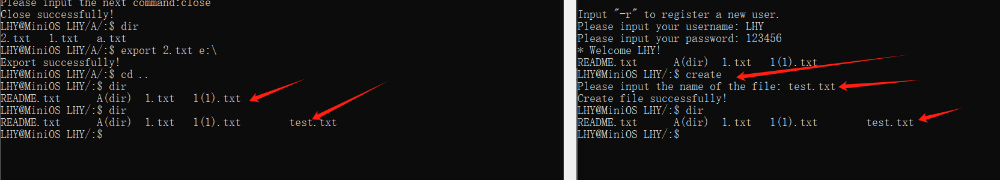 Please input the next command:close
Close successfully!
LHY@MiniOS LHY/A/:$ dir
2.txt   1.txt   a.txt
LHY@MiniOS LHY/A/:$ export 2.txt e:\
Export successfully!
LHY@MiniOS LHY/A/:$ cd ..
LHY@MiniOS LHY/:$ dir
README.txt      A(dir)  1.txt   1(1).txt
LHY@MiniOS LHY/:$ dir
README.txt      A(dir)  1.txt   1(1).txt        test.txt
LHY@MiniOS LHY/:$
Input "-r" to register a new user.
Please input your username: LHY
Please input your password: 123456
* Welcome LHY!
README.txt      A(dir)  1.txt   1(1).txt
LHY@MiniOS LHY/:$ create
Please input the name of the file: test.txt
Create file successfully!
LHY@MiniOS LHY/:$ dir
README.txt      A(dir)  1.txt   1(1).txt        test.txt
LHY@MiniOS LHY/:$